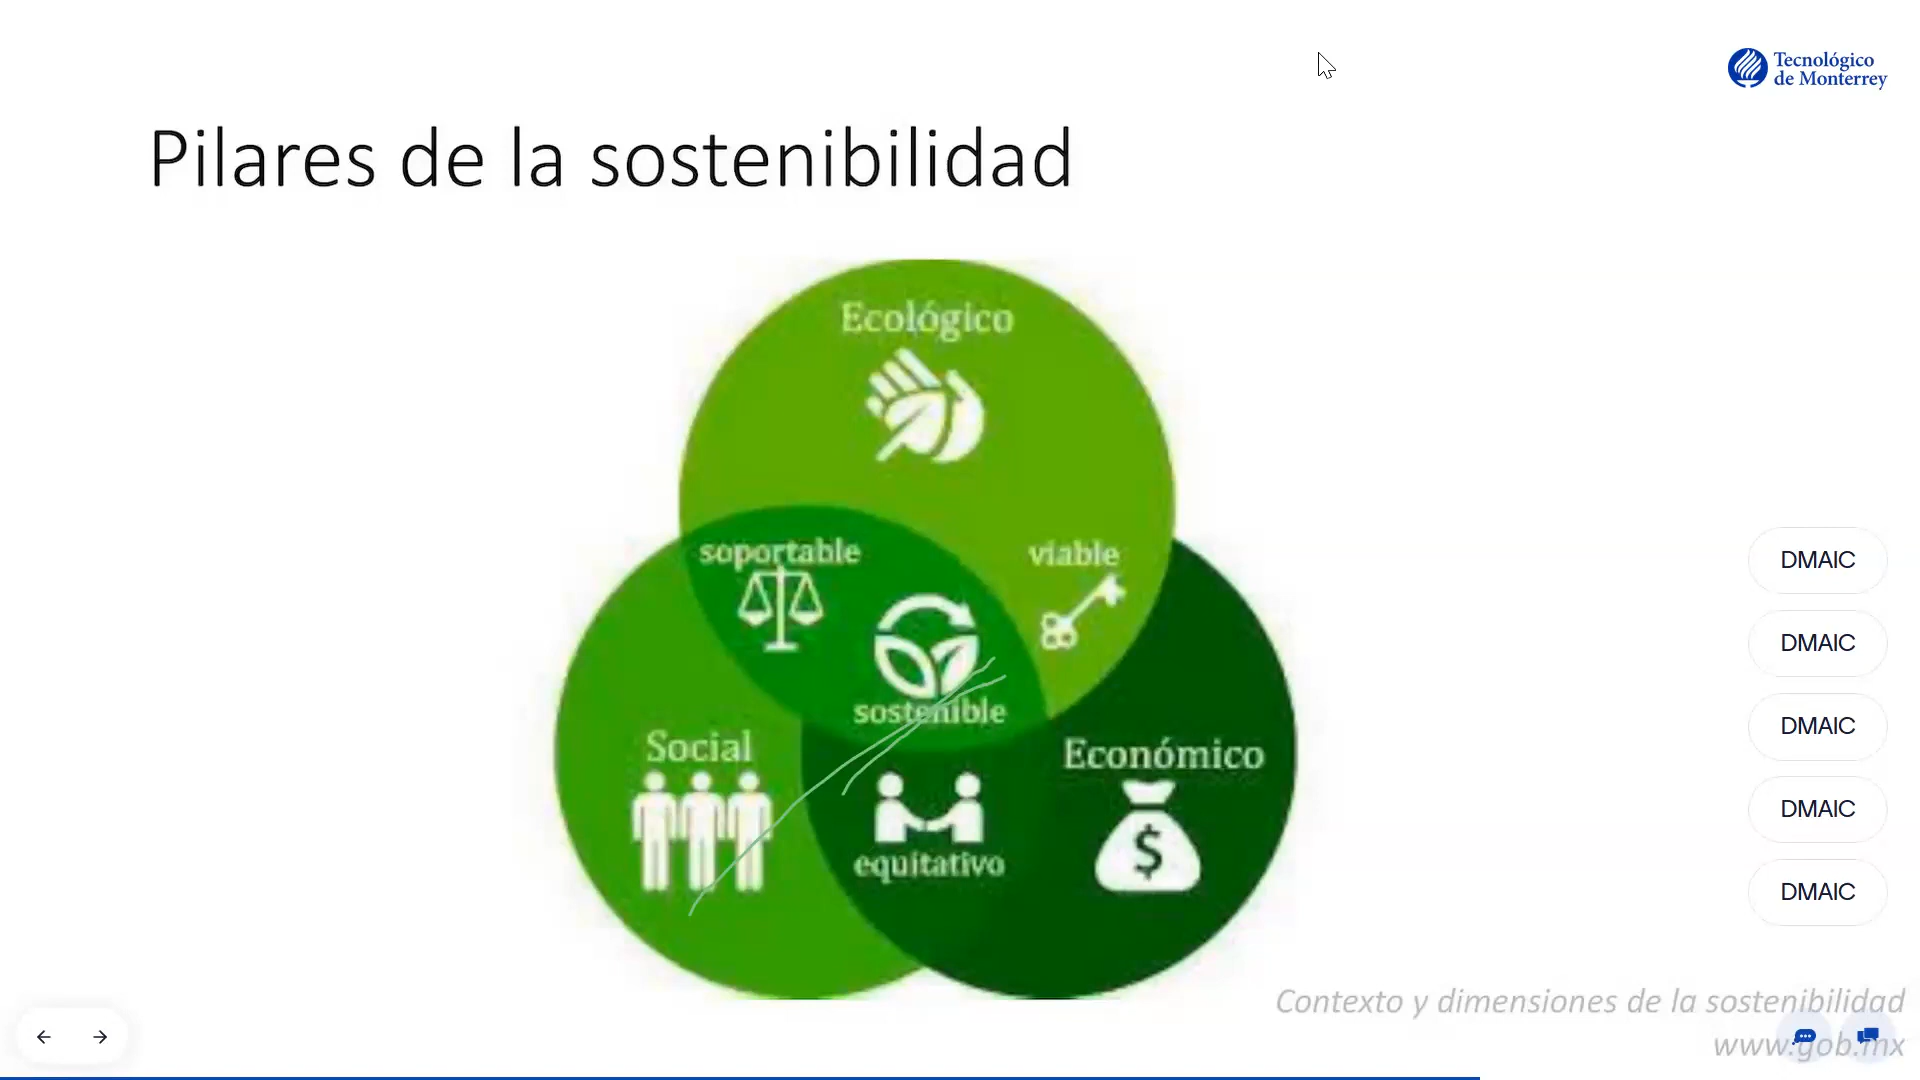 Tecnológico
de Monterrey
Pilares de la sostenibilidad
Ecológico
soportable
viable
sostenible
Social
Económico
$
equitativo
DMAIC
DMAIC
DMAIC
DMAIC
DMAIC
Contexto y dimensiones de la sostenibilidad
www.gob.mx